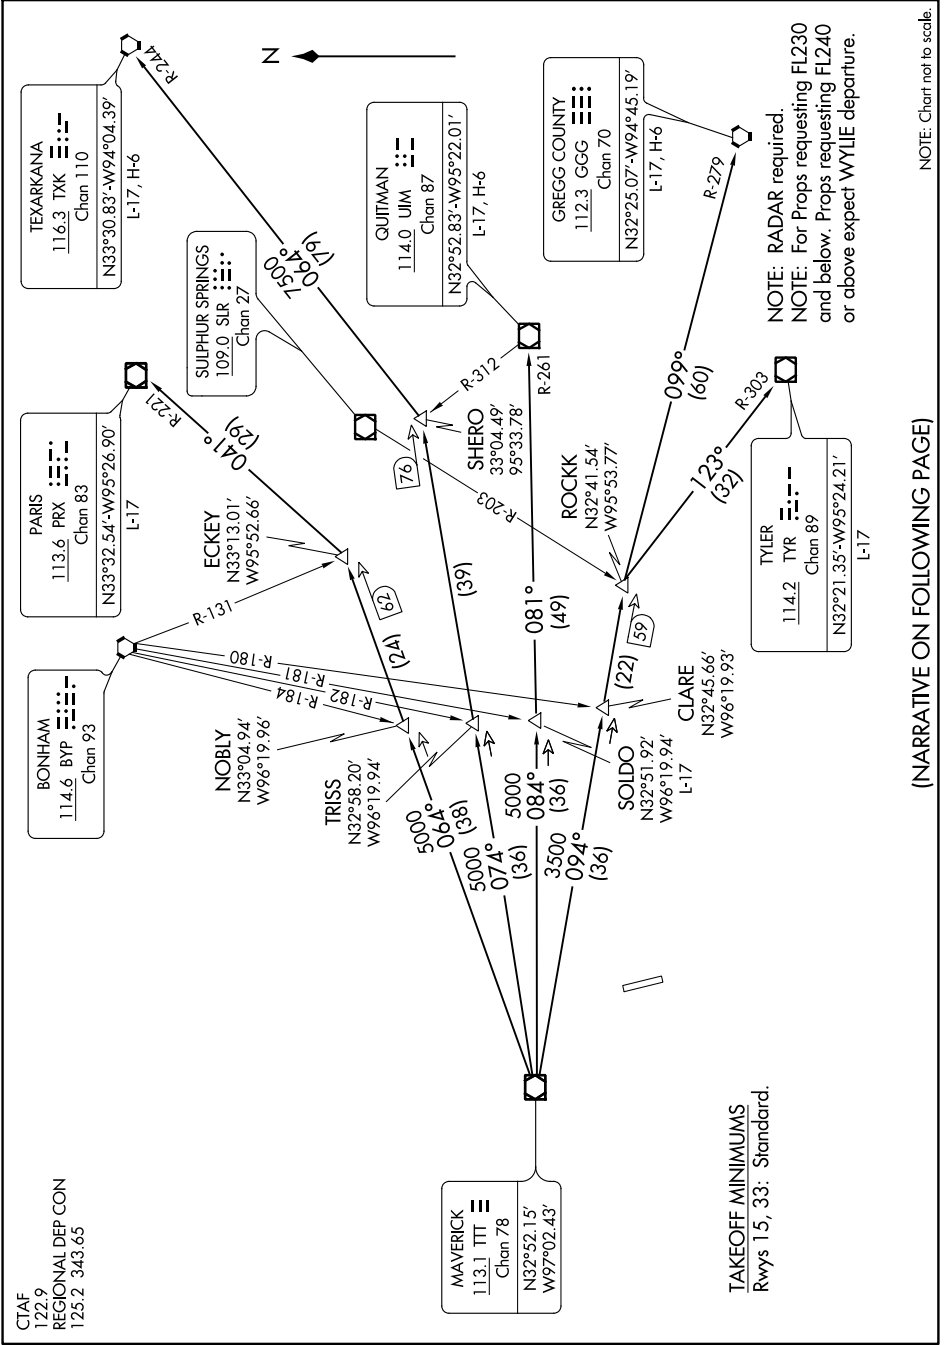 CTAF
122.9
REGIONAL DEP CON
125.2 343.65
TEXARKANA
116.3 TXK
Chan 110
N33°30.83′-W94°04.39′
L-17, H-6
R-244
PARIS
113.6 PRX
Chan 83
N33°32.54′-W95°26.90′
L-17
R-221
BONHAM
114.6 BYP
Chan 93
R-131
R-180
R-181
R-182
R-184
SULPHUR SPRINGS
109.0 SLR
Chan 27
R-203
QUITMAN
114.0 UIM
Chan 87
N32°52.83′-W95°22.01′
L-17, H-6
R-312
R-261
GREGG COUNTY
112.3 GGG
Chan 70
N32°25.07′-W94°45.19′
L-17, H-6
R-279
TYLER
114.2 TYR
Chan 89
N32°21.35′-W95°24.21′
L-17
R-303
MAVERICK
113.1 TTT
Chan 78
N32°52.15′
W97°02.43′
ECKEY
N33°13.01′
W95°52.66′
NOBLY
N33°04.94′
W96°19.96′
TRISS
N32°58.20′
W96°19.94′
SHERO
33°04.49′
95°33.78′
ROCKK
N32°41.54′
W95°53.77′
SOLDO
N32°51.92′
W96°19.94′
L-17
CLARE
N32°45.66′
W96°19.93′
5000
064°
(38)
5000
074°
(36)
5000
084°
(36)
3500
094°
(36)
(24)
62
041°
(29)
(39)
76
7500
064°
(79)
081°
(49)
(22)
59
099°
(60)
123°
(32)
N
NOTE: RADAR required.
NOTE: For Props requesting FL230
and below. Props requesting FL240
or above expect WYLIE departure.
TAKEOFF MINIMUMS
Rwys 15, 33: Standard.
(NARRATIVE ON FOLLOWING PAGE)
NOTE: Chart not to scale.